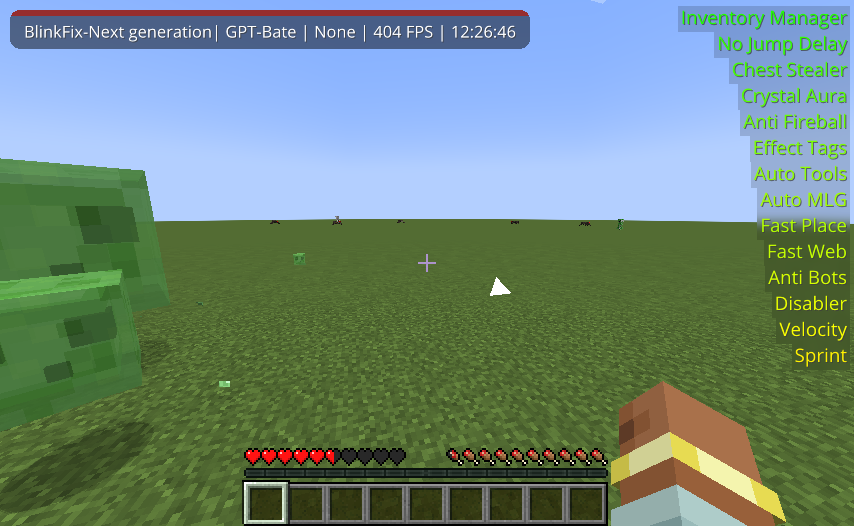 BlinkFix-Next generation| GPT-Bate | None | 404 FPS | 12:26:46
Inventory Manager
No Jump Delay
Chest Stealer
Crystal Aura
Anti Fireball
Effect Tags
Auto Tools
Auto MLG
Fast Place
Fast Web
Anti Bots
Disabler
Velocity
Sprint